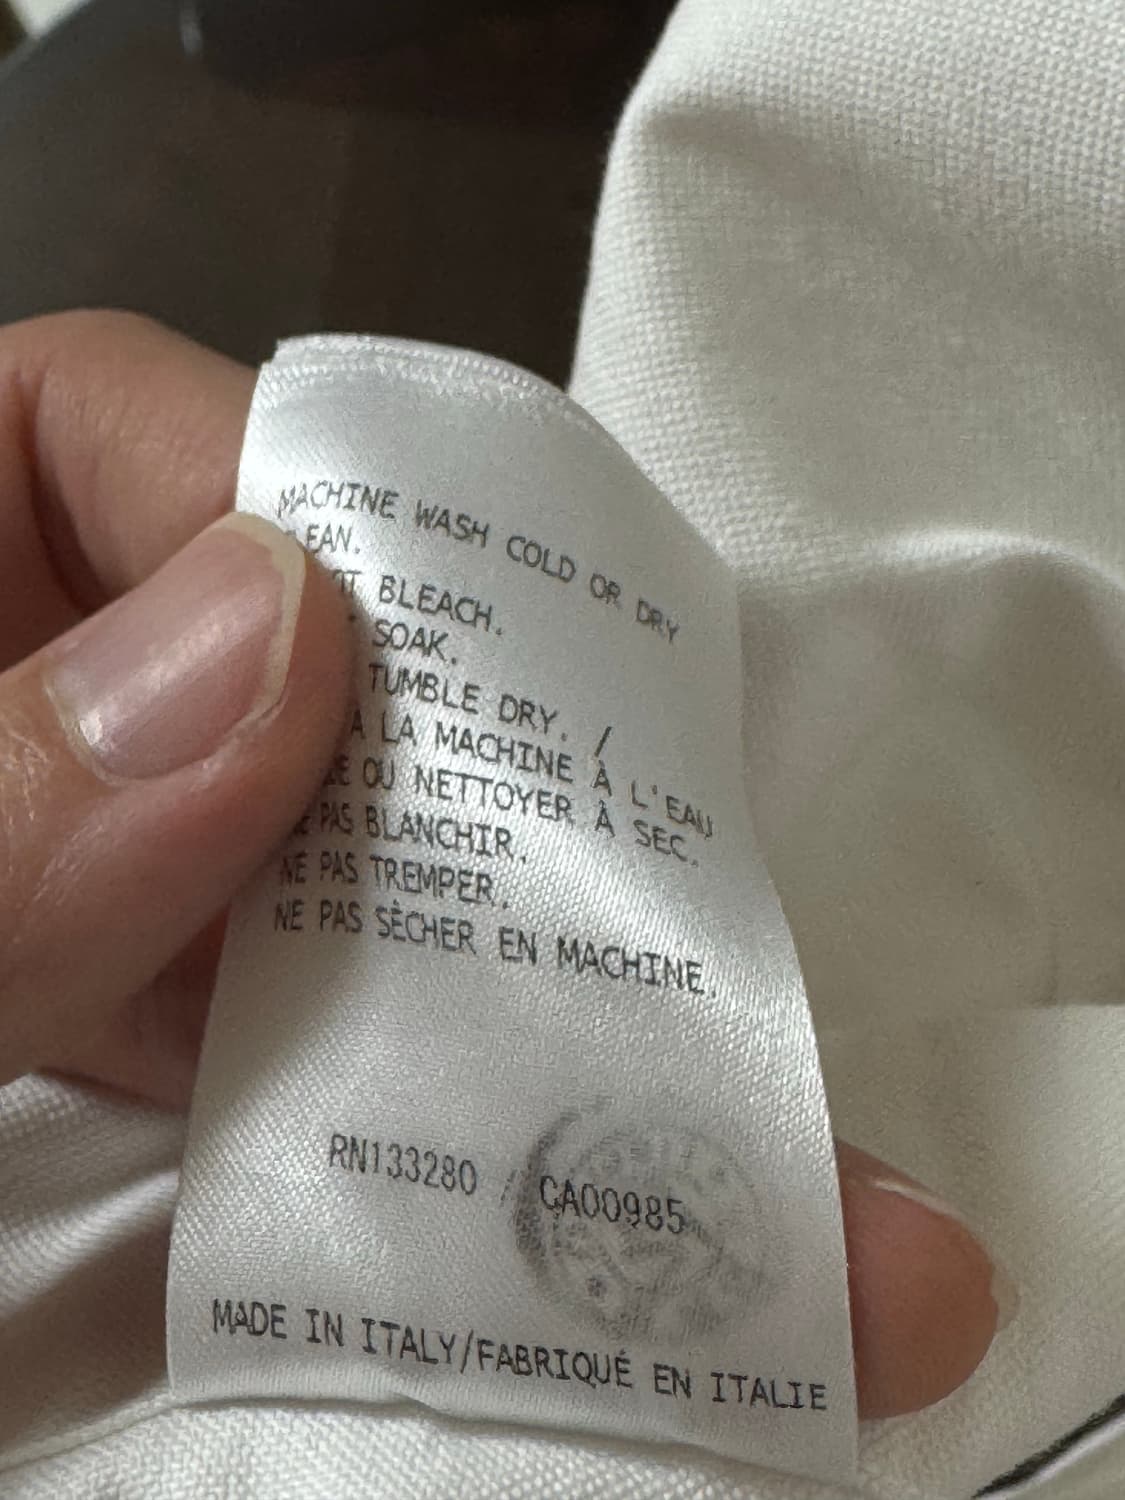 MACHINE WASH COLD OR DRY
EAN.
BLEACH.
SOAK.
TUMBLE DRY. /
A LA MACHINE À L'EAU
OU NETTOYER À SEC.
PAS BLANCHIR.
NE PAS TREMPER.
NE PAS SÉCHER EN MACHINE.
RN133280 / CA00985
MADE IN ITALY/FABRIQUÉ EN ITALIE